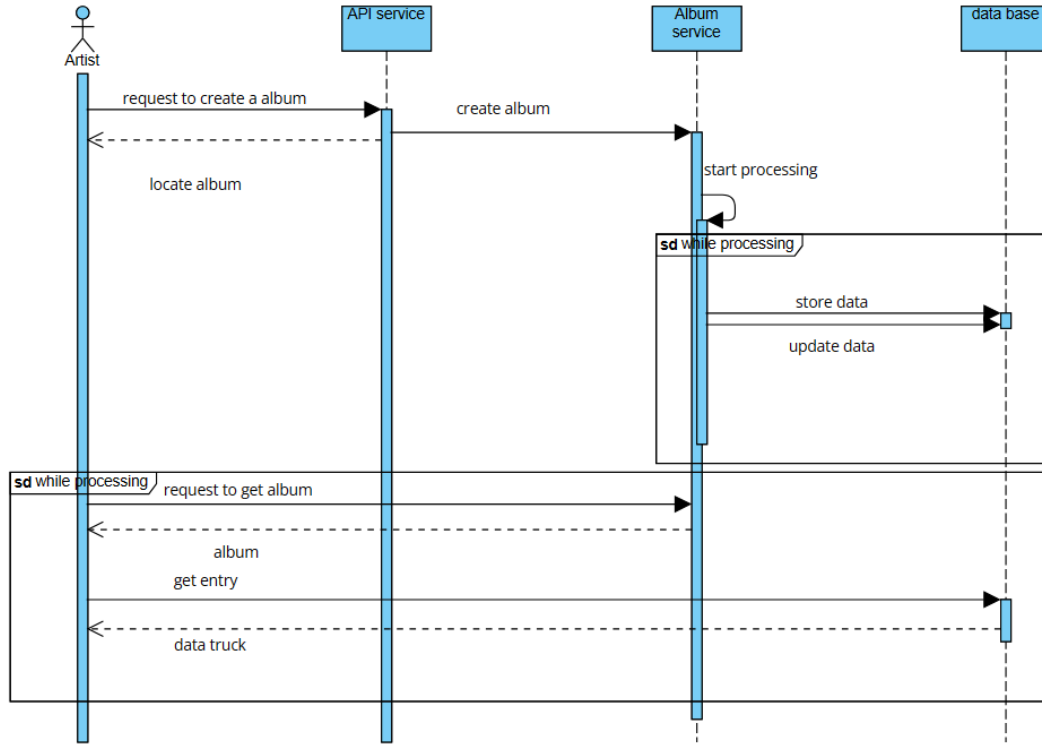 API service
Album
service
data base
Artist
request to create a album
create album
locate album
start processing
sd while processing
store data
update data
sd while processing
request to get album
album
get entry
data truck